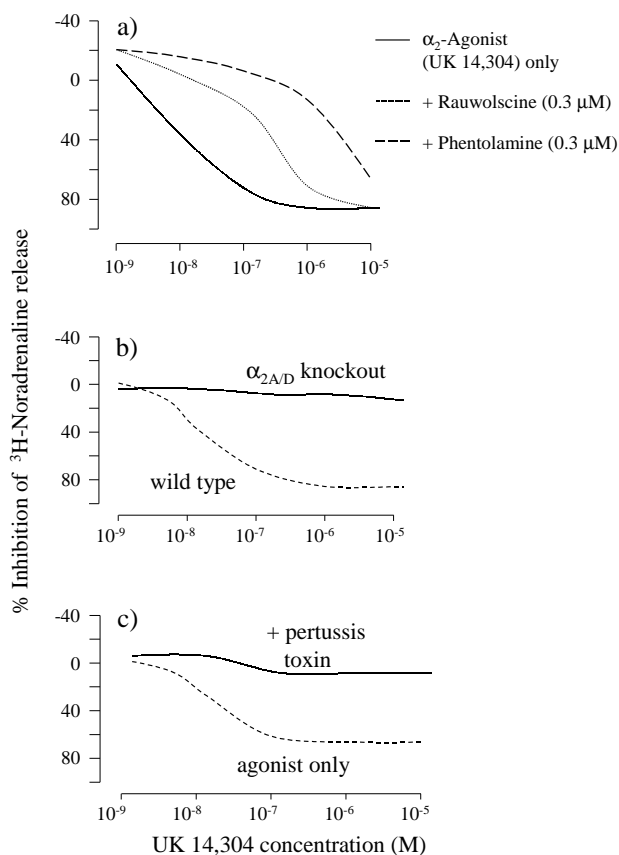 a)
-40
0
40
80
10⁻⁹ 10⁻⁸ 10⁻⁷ 10⁻⁶ 10⁻⁵
α₂-Agonist
(UK 14,304) only
+ Rauwolscine (0.3 μM)
+ Phentolamine (0.3 μM)
% Inhibition of ³H-Noradrenaline release
b)
-40
0
40
80
α₂A/D knockout
wild type
10⁻⁹ 10⁻⁸ 10⁻⁷ 10⁻⁶ 10⁻⁵
c)
-40
0
40
80
+ pertussis
toxin
agonist only
10⁻⁹ 10⁻⁸ 10⁻⁷ 10⁻⁶ 10⁻⁵
UK 14,304 concentration (M)